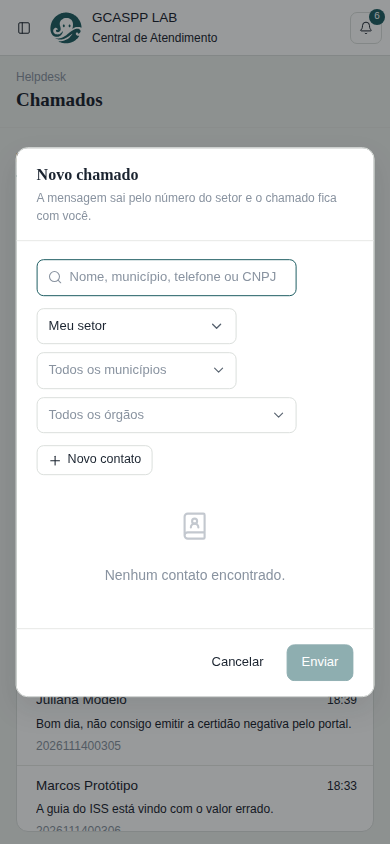 GCASPP LAB
Central de Atendimento
6
Helpdesk
Chamados
Novo chamado
A mensagem sai pelo número do setor e o chamado fica
com você.
Nome, município, telefone ou CNPJ
Meu setor
Todos os municípios
Todos os órgãos
Novo contato
Nenhum contato encontrado.
Cancelar
Enviar
Juliana Modelo
18:39
Bom dia, não consigo emitir a certidão negativa pelo portal.
2026111400305
Marcos Protótipo
18:33
A guia do ISS está vindo com o valor errado.
2026111400306